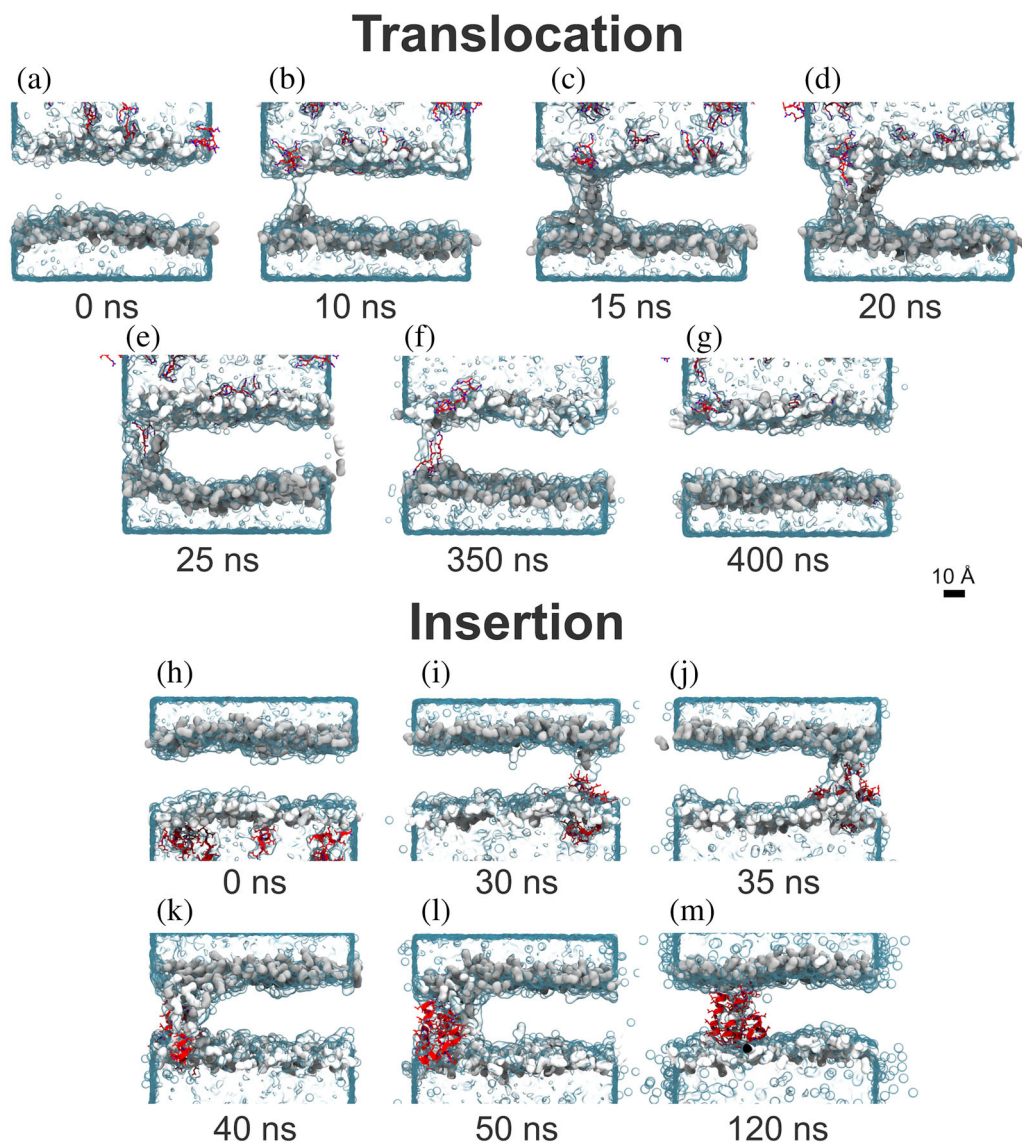 Translocation
(a) (b) (c) (d)
0 ns 10 ns 15 ns 20 ns
(e) (f) (g)
25 ns 350 ns 400 ns
10 Å
Insertion
(h) (i) (j)
0 ns 30 ns 35 ns
(k) (l) (m)
40 ns 50 ns 120 ns